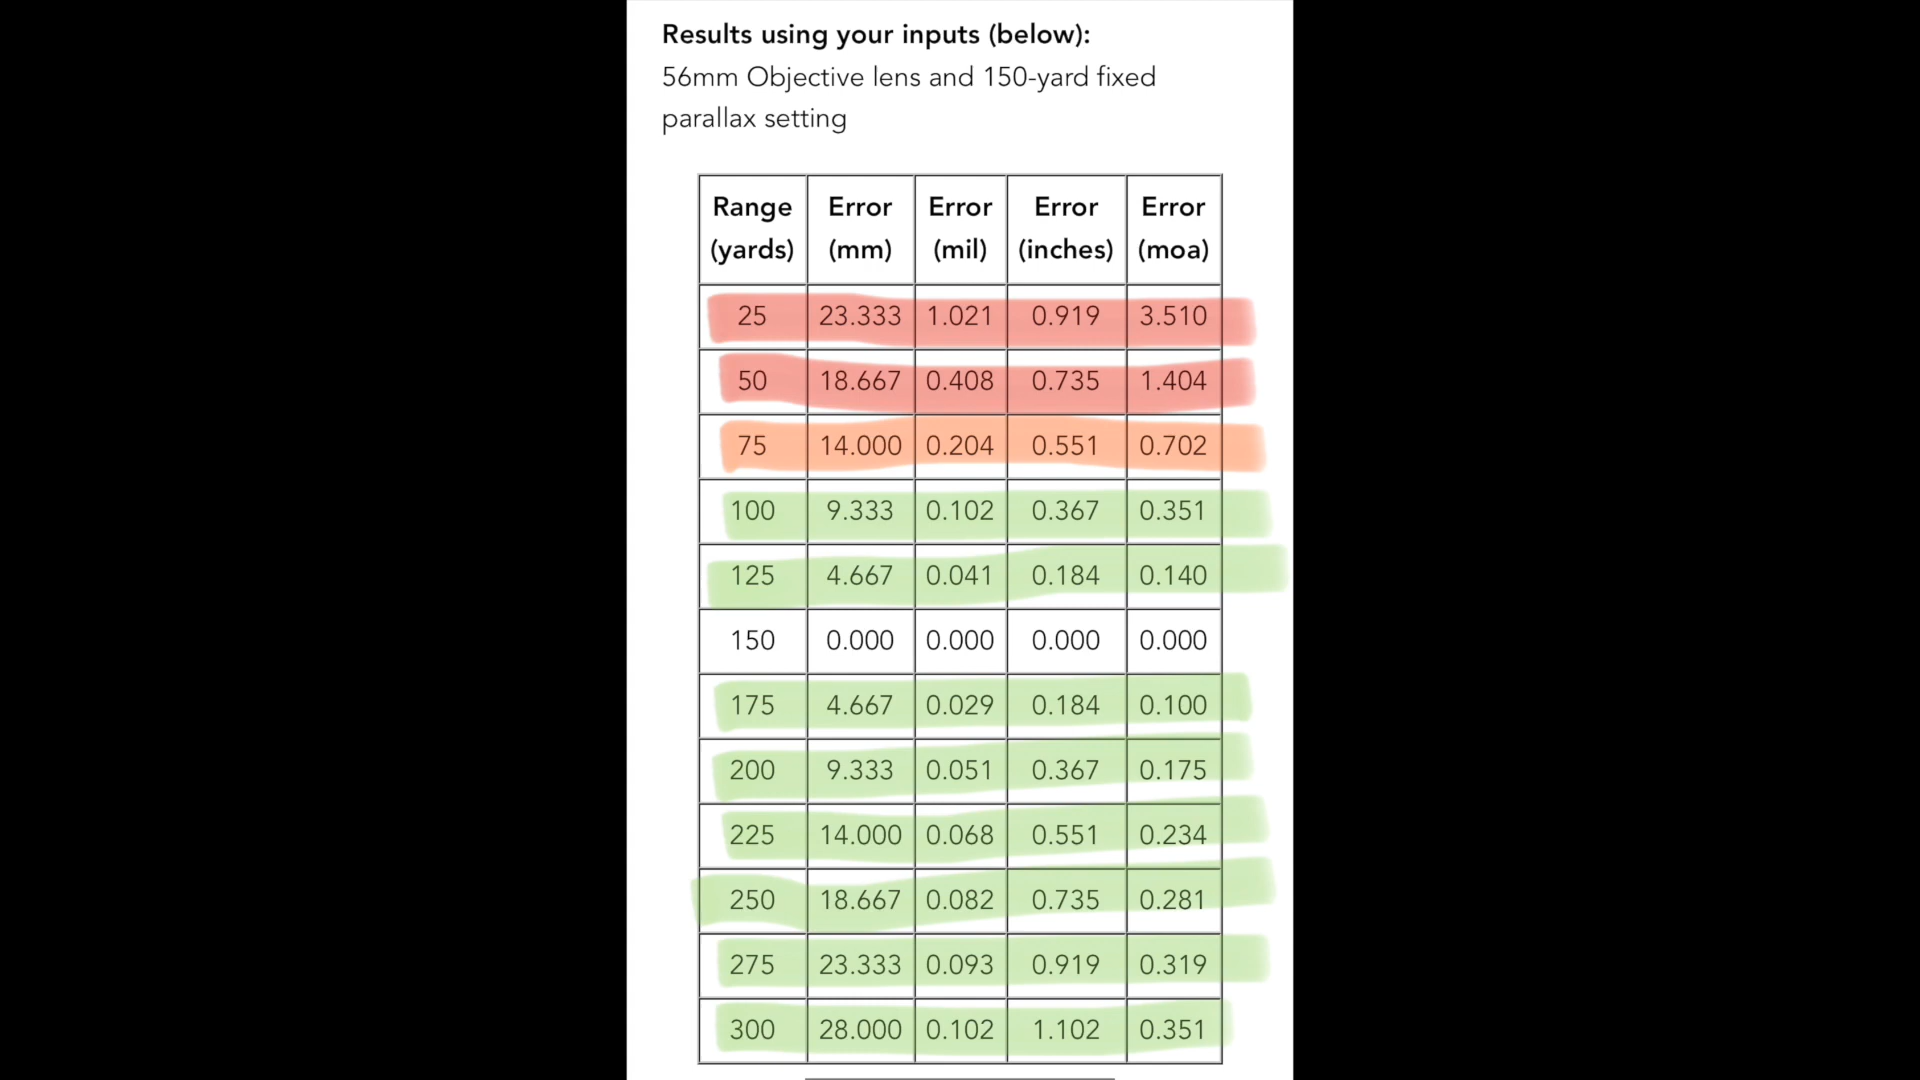 Results using your inputs (below):
56mm Objective lens and 150-yard fixed
parallax setting
Range (yards) Error (mm) Error (mil) Error (inches) Error (moa)
25 23.333 1.021 0.919 3.510
50 18.667 0.408 0.735 1.404
75 14.000 0.204 0.551 0.702
100 9.333 0.102 0.367 0.351
125 4.667 0.041 0.184 0.140
150 0.000 0.000 0.000 0.000
175 4.667 0.029 0.184 0.100
200 9.333 0.051 0.367 0.175
225 14.000 0.068 0.551 0.234
250 18.667 0.082 0.735 0.281
275 23.333 0.093 0.919 0.319
300 28.000 0.102 1.102 0.351